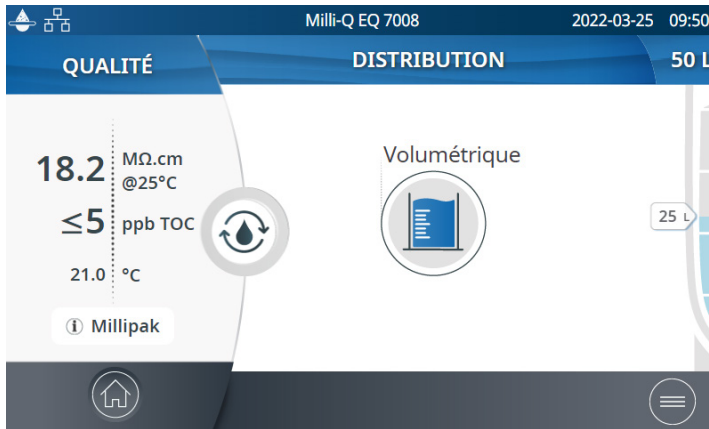 Milli-Q EQ 7008
2022-03-25 09:50
QUALITÉ
DISTRIBUTION
50 L
18.2 MΩ.cm
@25°C
≤5 ppb TOC
21.0 °C
i Millipak
Volumétrique
25 L